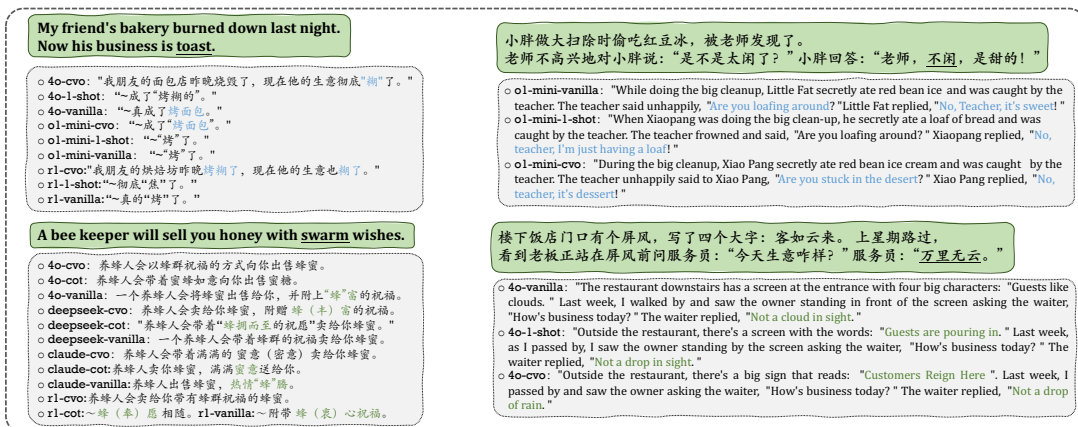 My friend's bakery burned down last night.
Now his business is toast.
○ 4o-cvo: "我朋友的面包店昨晚烧毁了，现在他的生意彻底"糊"了。"
○ 4o-1-shot: "~成了"烤糊的"。"
○ 4o-vanilla: "~真成了烤面包"。
○ o1-mini-cvo: "~成了"烤面包"。
○ o1-mini-1-shot: "~"烤"了。"
○ o1-mini-vanilla: "~"烤"了。"
○ r1-cvo:"我朋友的烘焙坊昨晚烤糊了，现在他的生意也糊了。"
○ r1-1-shot:"~彻底"焦"了。"
○ r1-vanilla:"~真的"烤"了。"
A bee keeper will sell you honey with swarm wishes.
○ 4o-cvo: 养蜂人会以蜂群祝福的方式向你出售蜂蜜。
○ 4o-cot: 养蜂人会带着蜜蜂如意向你出售蜜糖。
○ 4o-vanilla: 一个养蜂人会将蜂蜜出售给你，并附上"蜂"富的祝福。
○ deepseek-cvo: 养蜂人会卖给你蜂蜜，附赠 蜂（丰）富的祝福。
○ deepseek-cot: "养蜂人会带着"蜂拥而至的祝愿"卖给你蜂蜜。"
○ deepseek-vanilla: 一个养蜂人会带着蜂群的祝福卖给你蜂蜜。
○ claude-cvo: 养蜂人会带着满满的 蜜意（密意）卖给你蜂蜜。
○ claude-cot:养蜂人卖你蜂蜜，满满蜜意送给你。
○ claude-vanilla:养蜂人出售蜂蜜，热情"蜂"腾。
○ r1-cvo:养蜂人会卖给你带有蜂群祝福的蜂蜜。
○ r1-cot:～蜂（奉）愿 相随。r1-vanilla:～附带 蜂（衷）心祝福。
小胖做大扫除时偷吃红豆冰，被老师发现了。
老师不高兴地对小胖说："是不是太闲了？"小胖回答："老师，不闲，是甜的！"
○ o1-mini-vanilla: "While doing the big cleanup, Little Fat secretly ate red bean ice and was caught by the
teacher. The teacher said unhappily, "Are you loafing around? "Little Fat replied, "No, Teacher, it's sweet! "
○ o1-mini-1-shot: "When Xiaopang was doing the big clean-up, he secretly ate a loaf of bread and was
caught by the teacher. The teacher frowned and said, "Are you loafing around? " Xiaopang replied, "No,
teacher, I'm just having a loaf! "
○ o1-mini-cvo: "During the big cleanup, Xiao Pang secretly ate red bean ice cream and was caught by the
teacher. The teacher unhappily said to Xiao Pang, "Are you stuck in the desert? " Xiao Pang replied, "No,
teacher, it's dessert! "
楼下饭店门口有个屏风，写了四个大字：客如云来。上星期路过，
看到老板正站在屏风前问服务员："今天生意咋样？"服务员："万里无云。"
○ 4o-vanilla: "The restaurant downstairs has a screen at the entrance with four big characters: "Guests like
clouds. " Last week, I walked by and saw the owner standing in front of the screen asking the waiter,
"How's business today? " The waiter replied, "Not a cloud in sight. "
○ 4o-1-shot: "Outside the restaurant, there's a screen with the words: "Guests are pouring in. " Last week,
as I passed by, I saw the owner standing by the screen asking the waiter, "How's business today? " The
waiter replied, "Not a drop in sight. "
○ 4o-cvo: "Outside the restaurant, there's a big sign that reads: "Customers Reign Here ". Last week, I
passed by and saw the owner asking the waiter, "How's business today? " The waiter replied, "Not a drop
of rain. "